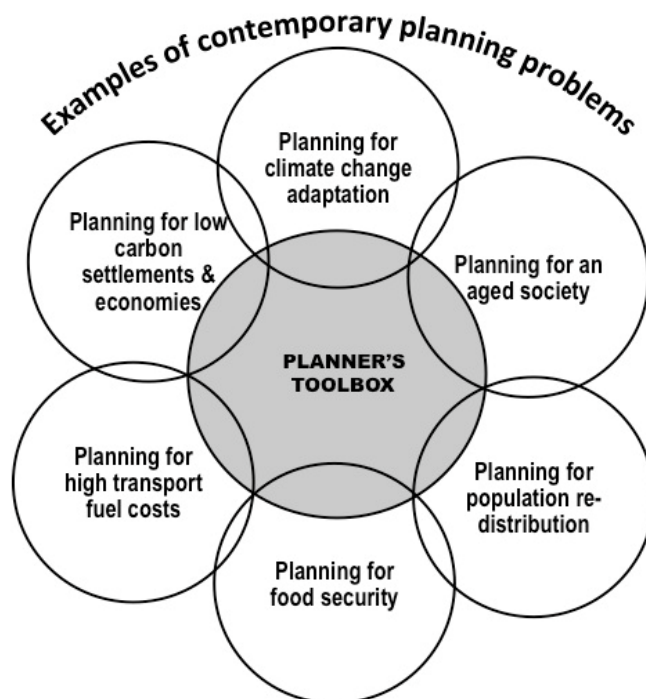 Examples of contemporary planning problems
Planning for
climate change
adaptation
Planning for low
carbon
settlements &
economies
Planning for an
aged society
PLANNER'S
TOOLBOX
Planning for
high transport
fuel costs
Planning for
population re-
distribution
Planning for
food security